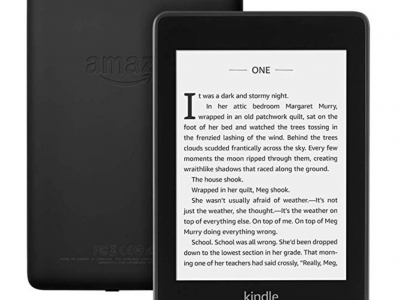 amazon
ONE
It was a dark and stormy night.
In her attic bedroom Margaret Murry,
wrapped in an old patchwork quilt, sat on the
foot of her bed and watched the trees tossing in
the frenzied lashing of the wind. Behind the trees
clouds scudded frantically across the sky. Every few
moments the moon ripped through them, creating
wraithlike shadows that raced along the ground.
The house shook.
Wrapped in her quilt, Meg shook.
She wasn't usually afraid of weather.—It's not
just the weather, she thought.—It's the weather on
top of everything else. On top of me. On top of Meg
Murry doing everything wrong.
School. School was all wrong. She'd been dropped
down to the lowest section in her grade. That morn-
ing one of her teachers had said crossly, "Really, Meg,
kindle